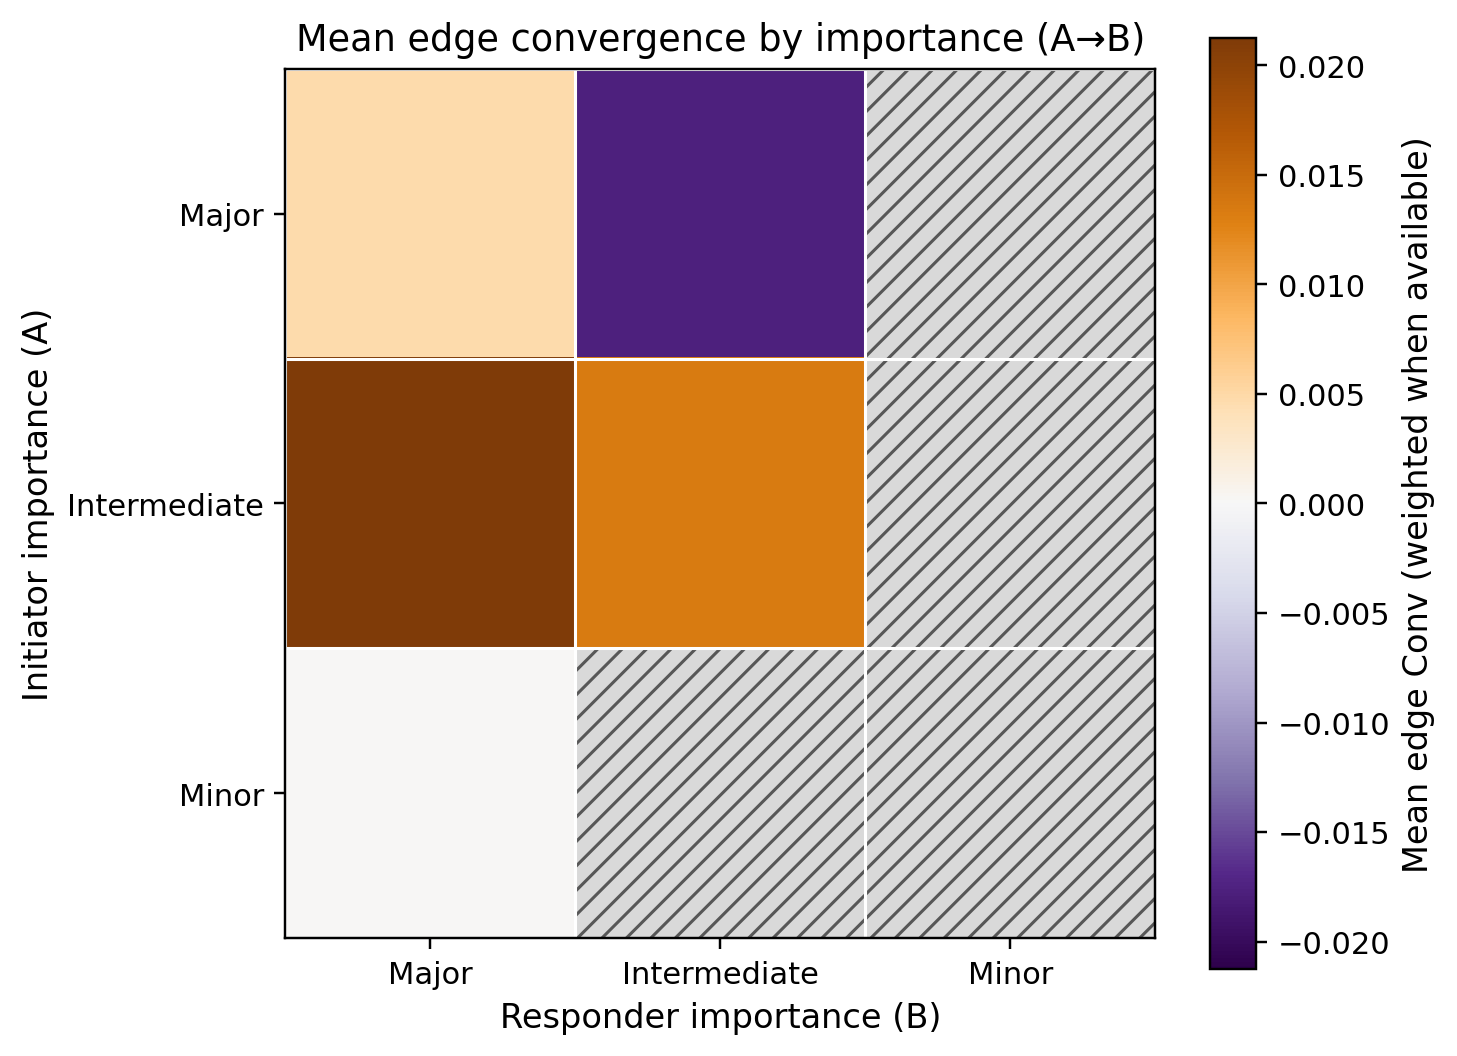 Mean edge convergence by importance (A→B)
Initiator importance (A)
Major
Intermediate
Minor
Major
Intermediate
Minor
Responder importance (B)
0.020
0.015
0.010
0.005
0.000
−0.005
−0.010
−0.015
−0.020
Mean edge Conv (weighted when available)